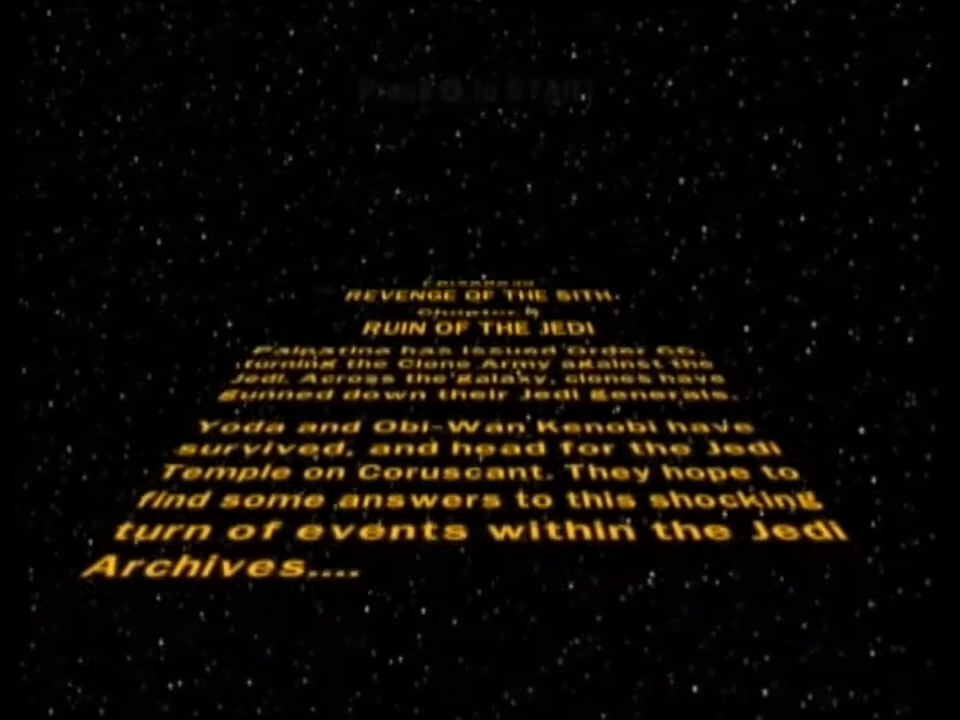 REVENGE OF THE SITH
Chapter
RUIN OF THE JEDI
Palpatine has issued Order 66,
turning the Clone Army against the
Jedi. Across the galaxy, clones have
gunned down their Jedi generals.
Yoda and Obi-Wan Kenobi have
survived, and head for the Jedi
Temple on Coruscant. They hope to
find some answers to this shocking
turn of events within the Jedi
Archives....